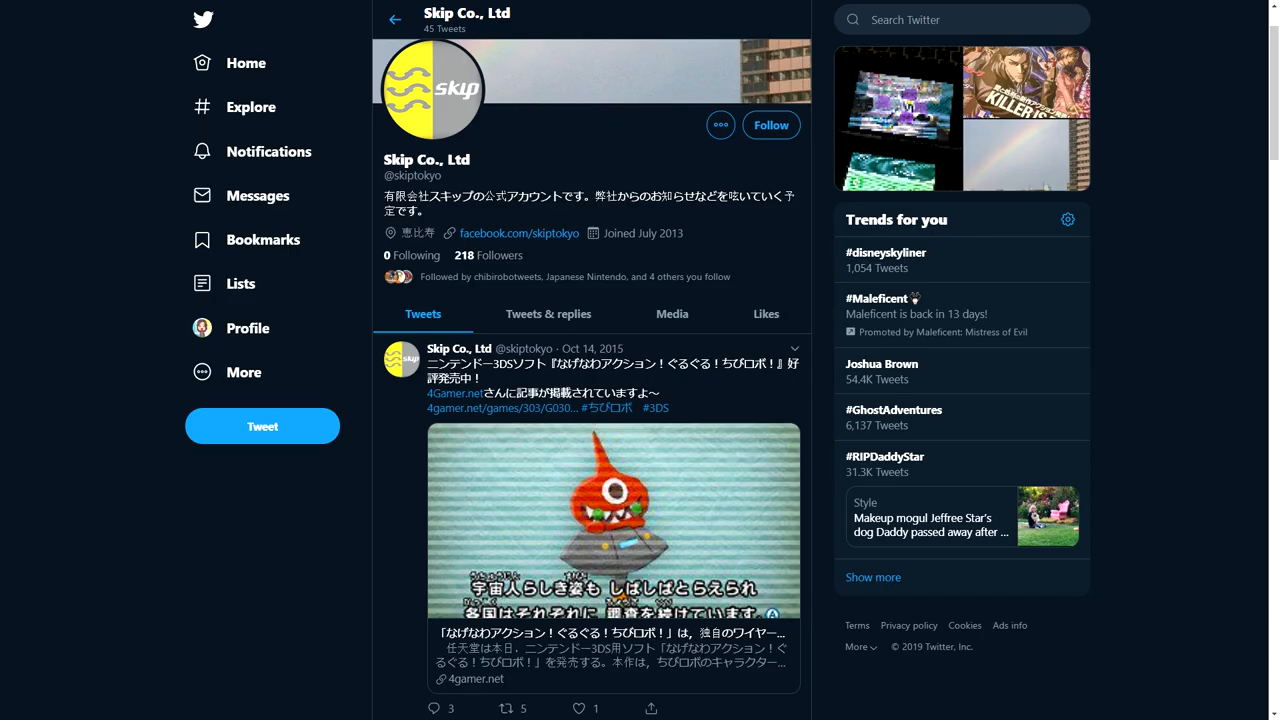 Skip Co., Ltd
45 Tweets
Search Twitter
Home
Explore
Notifications
Messages
Bookmarks
Lists
Profile
More
Tweet
skip
Follow
Skip Co., Ltd
@skiptokyo
有限会社スキップの公式アカウントです。弊社からのお知らせなどを呟いていく予
定です。
恵比寿 facebook.com/skiptokyo Joined July 2013
0 Following 218 Followers
Followed by chibirobotweets, Japanese Nintendo, and 4 others you follow
Tweets Tweets & replies Media Likes
skip
Skip Co., Ltd @skiptokyo · Oct 14, 2015
ニンテンドー3DSソフト『なげなわアクション！ぐるぐる！ちびロボ！』好
評発売中！
4Gamer.netさんに記事が掲載されていますよ～
4gamer.net/games/303/G030... #ちびロボ #3DS
宇宙人らしき姿も しばしばとらえられ
各国はそれぞれに 調査を続けています
「なげなわアクション！ぐるぐる！ちびロボ！」は，独自のワイヤー...
任天堂は本日，ニンテンドー3DS用ソフト「なげなわアクション！ぐ
るぐる！ちびロボ！」を発売する。本作は，ちびロボのキャラクター...
4gamer.net
3 5 1
KILLER IS
Trends for you
#disneyskyliner
1,054 Tweets
#Maleficent
Maleficent is back in 13 days!
Promoted by Maleficent: Mistress of Evil
Joshua Brown
54.4K Tweets
#GhostAdventures
6,137 Tweets
#RIPDaddyStar
31.3K Tweets
Style
Makeup mogul Jeffree Star's
dog Daddy passed away after ...
Show more
Terms Privacy policy Cookies Ads info
More © 2019 Twitter, Inc.